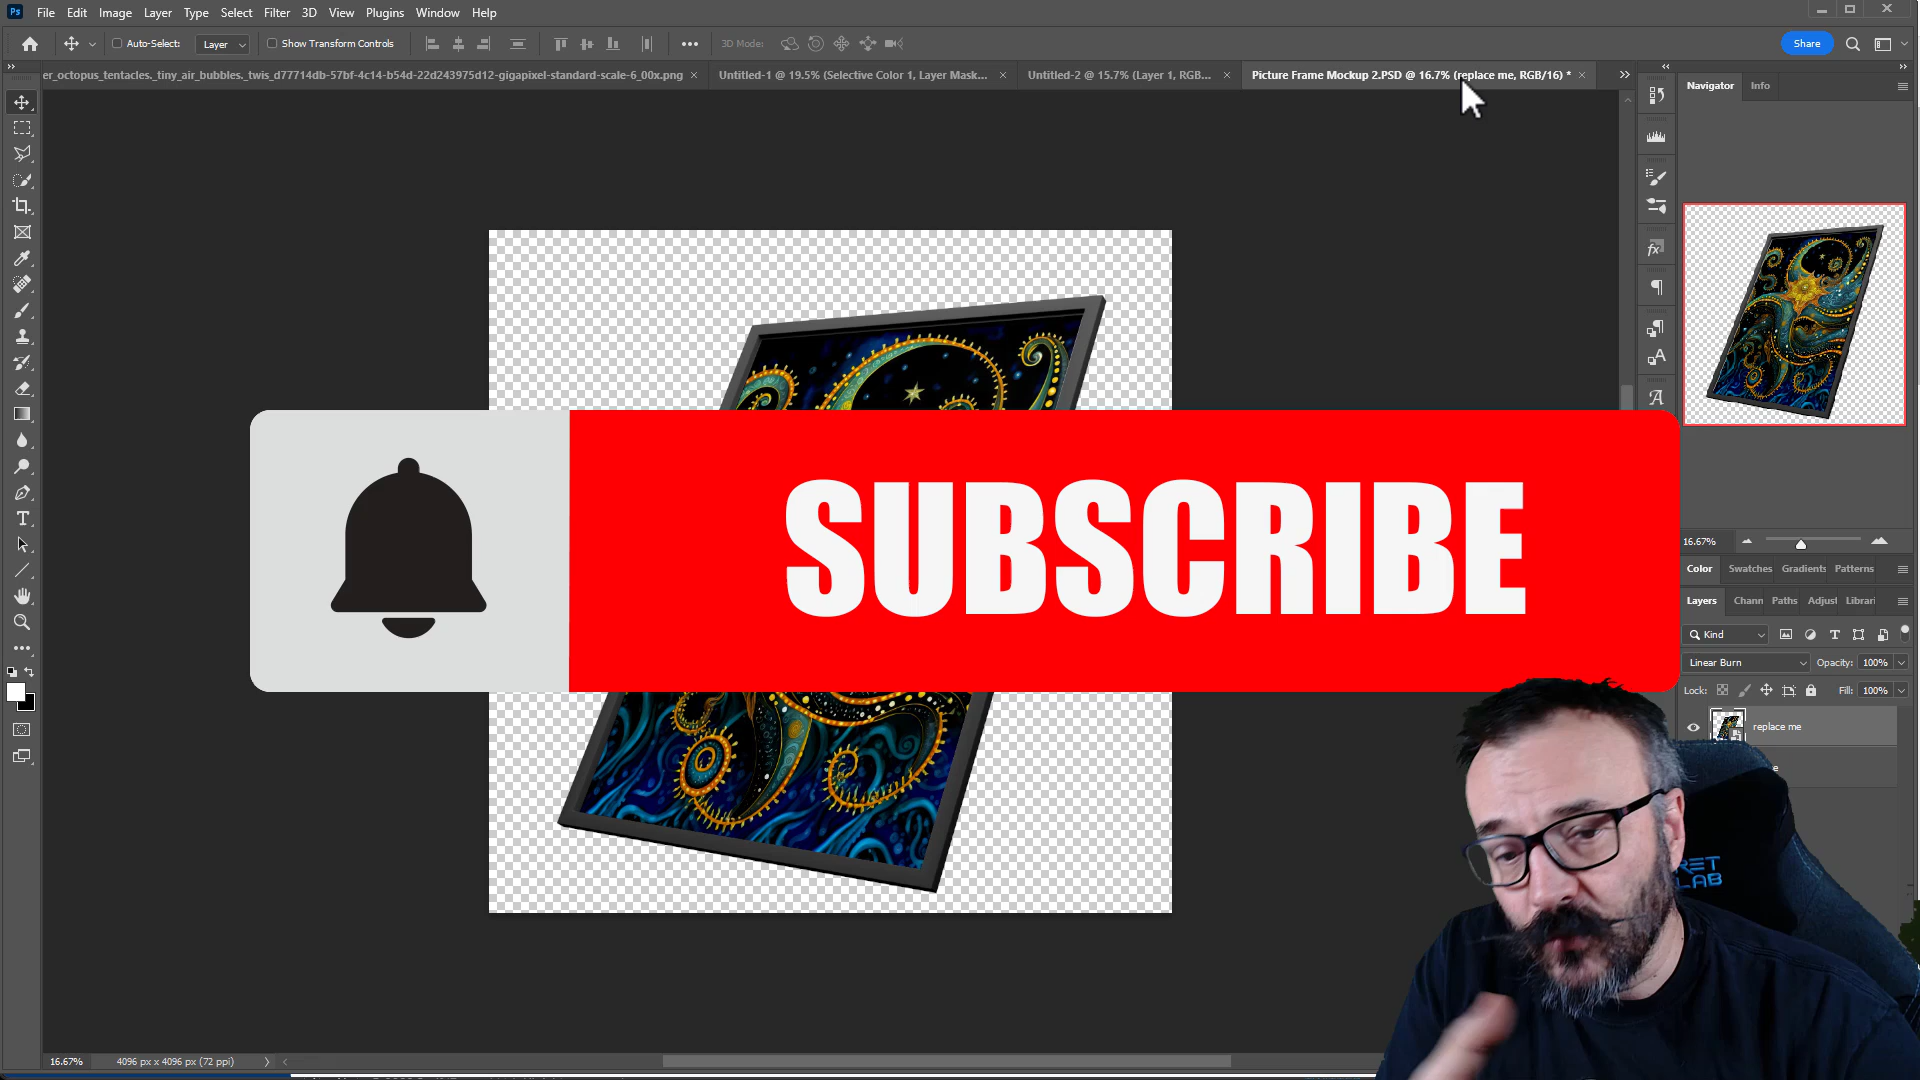 Ps File Edit Image Layer Type Select Filter 3D View Plugins Window Help
Auto-Select: Layer Show Transform Controls 3D Mode: Share
er_octopus_tentacles._tiny_air_bubbles._twis_d77714db-57bf-4c14-b54d-22d243975d12-gigapixel-standard-scale-6_00x.png Untitled-1 @ 19.5% (Selective Color 1, Layer Mask... Untitled-2 @ 15.7% (Layer 1, RGB... Picture Frame Mockup 2.PSD @ 16.7% (replace me, RGB/16) *
Navigator Info
SUBSCRIBE
16.67%
Color Swatches Gradients Patterns
Layers Chann Paths Adjust Librari
Kind
Linear Burn Opacity: 100%
Lock: Fill: 100%
replace me
RET
LAB
16.67% 4096 px x 4096 px (72 ppi)